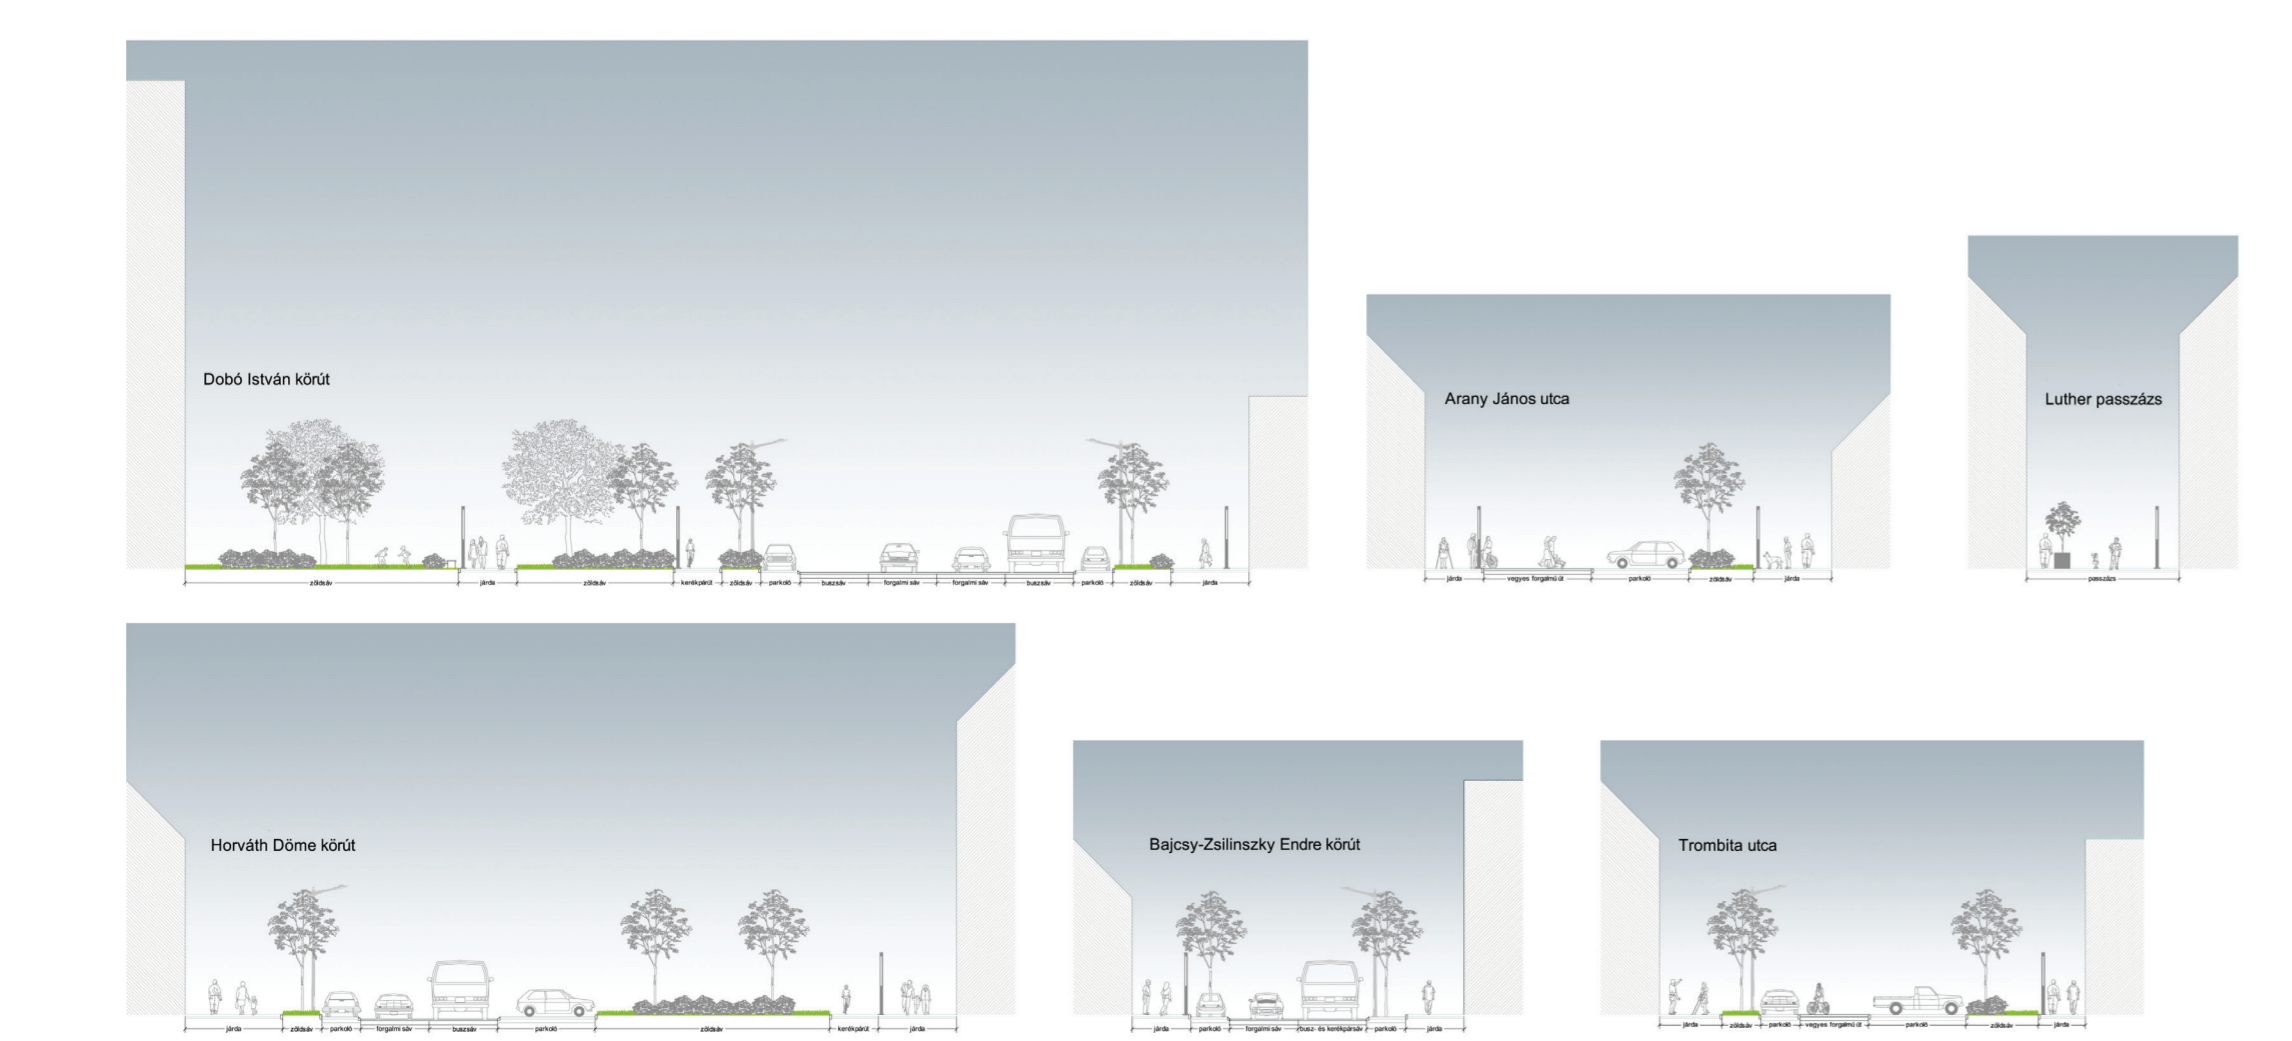 Dobó István körút
zöldsáv járda zöldsáv kerékpárút zöldsáv parkoló buszsáv forgalmi sáv forgalmi sáv buszsáv parkoló zöldsáv járda
Arany János utca
járda vegyes forgalmú út parkoló zöldsáv járda
Luther passzázs
passzázs
Horváth Döme körút
járda zöldsáv parkoló forgalmi sáv buszsáv parkoló zöldsáv kerékpárút járda
Bajcsy-Zsilinszky Endre körút
járda parkoló forgalmi sáv busz- és kerékpársáv parkoló járda
Trombita utca
járda zöldsáv parkoló vegyes forgalmú út parkoló zöldsáv járda